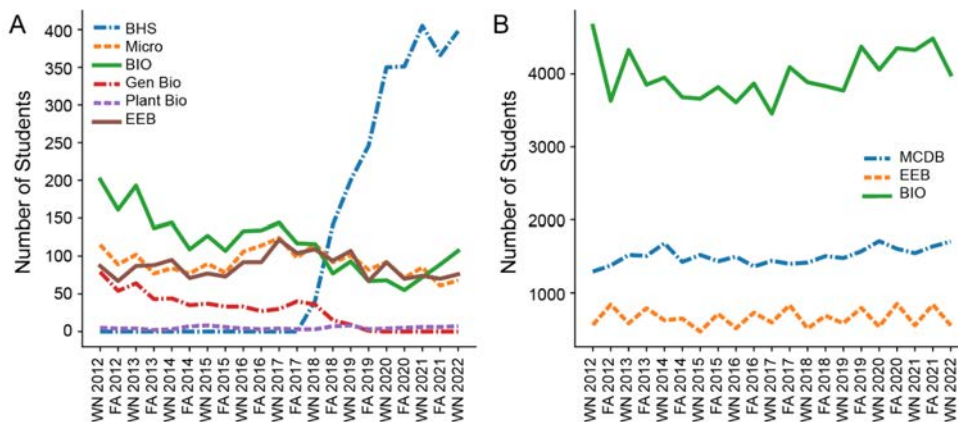 A
Number of Students
400
350
300
250
200
150
100
50
0
BHS
Micro
BIO
Gen Bio
Plant Bio
EEB
WN 2012
FA 2012
WN 2013
FA 2013
WN 2014
FA 2014
WN 2015
FA 2015
WN 2016
FA 2016
WN 2017
FA 2017
WN 2018
FA 2018
WN 2019
FA 2019
WN 2020
FA 2020
WN 2021
FA 2021
WN 2022
B
Number of Students
4000
3000
1000
1000
MCDB
EEB
BIO
WN 2012
FA 2012
WN 2013
FA 2013
WN 2014
FA 2014
WN 2015
FA 2015
WN 2016
FA 2016
WN 2017
FA 2017
WN 2018
FA 2018
WN 2019
FA 2019
WN 2020
FA 2020
WN 2021
FA 2021
WN 2022